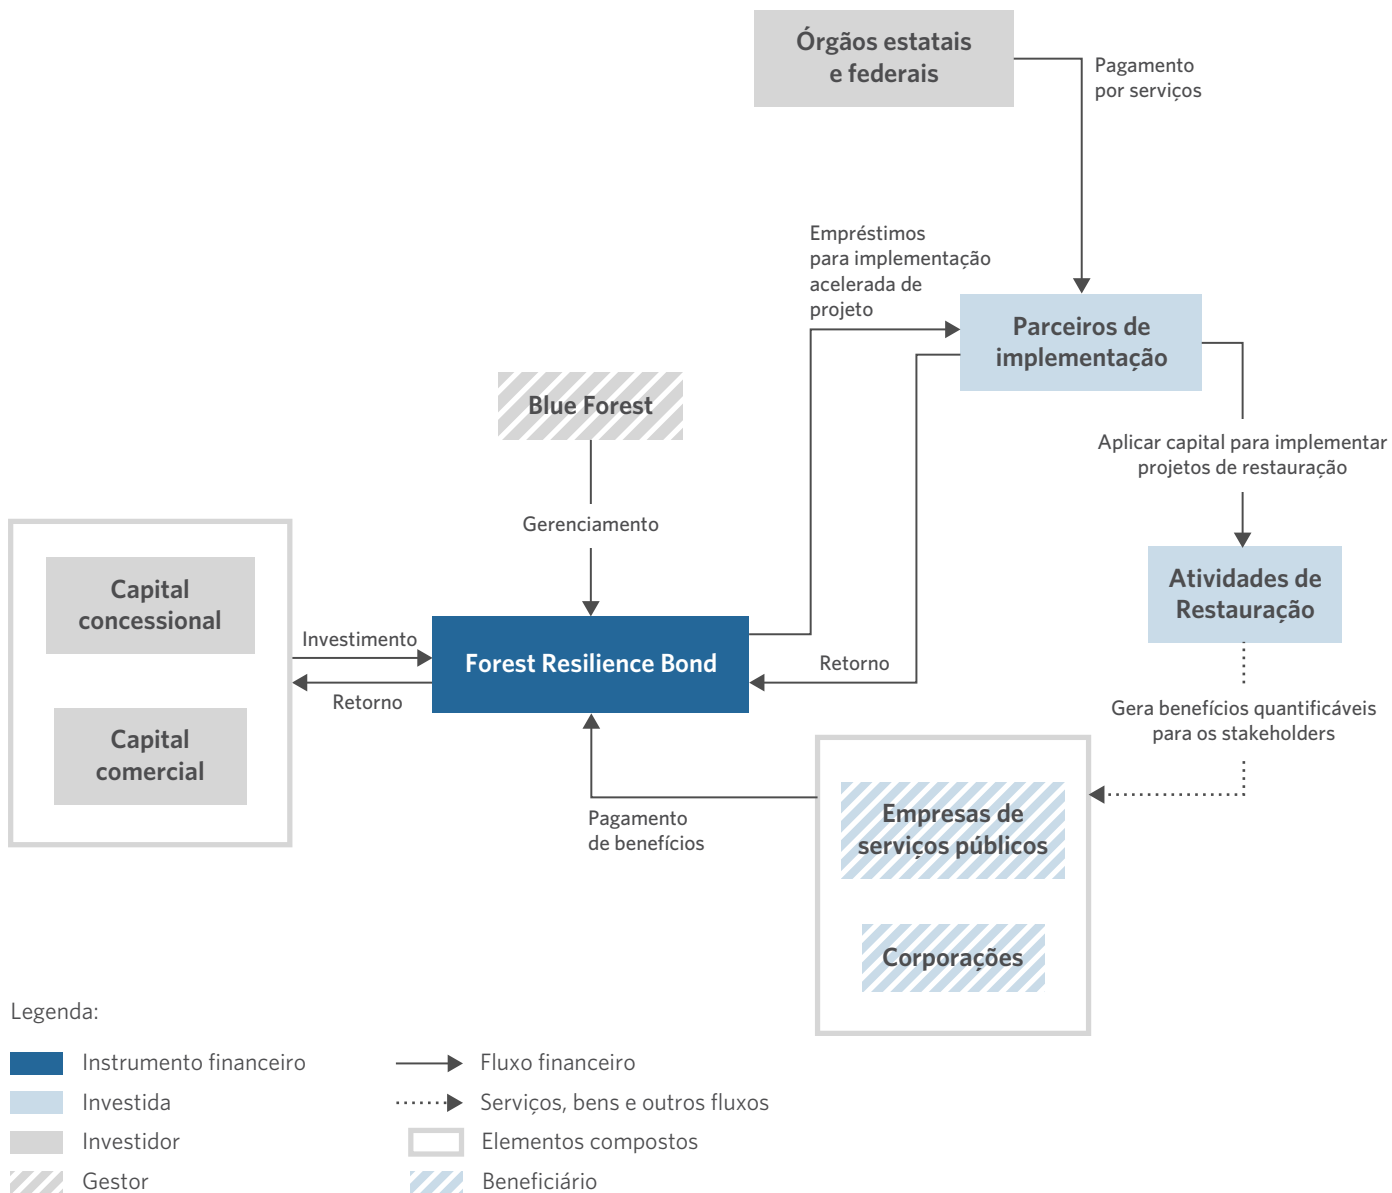 Órgãos estatais
e federais
Pagamento
por serviços
Empréstimos
para implementação
acelerada de
projeto
Parceiros de
implementação
Blue Forest
Aplicar capital para implementar
projetos de restauração
Gerenciamento
Capital
concessional
Atividades de
Restauração
Investimento
Forest Resilience Bond
Retorno
Retorno
Gera benefícios quantificáveis
para os stakeholders
Capital
comercial
Pagamento
de benefícios
Empresas de
serviços públicos
Corporações
Legenda:
Instrumento financeiro
Investida
Investidor
Gestor
Fluxo financeiro
Serviços, bens e outros fluxos
Elementos compostos
Beneficiário